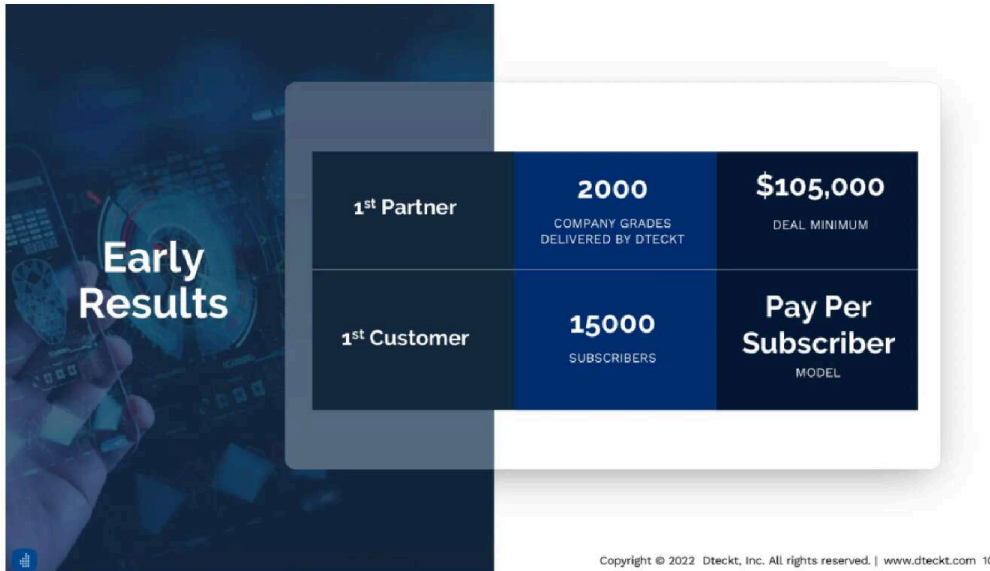 Early
Results
1st Partner
2000
COMPANY GRADES
DELIVERED BY DTECKT
$105,000
DEAL MINIMUM
1st Customer
15000
SUBSCRIBERS
Pay Per
Subscriber
MODEL
Copyright © 2022 Dteckt, Inc. All rights reserved. | www.dteckt.com